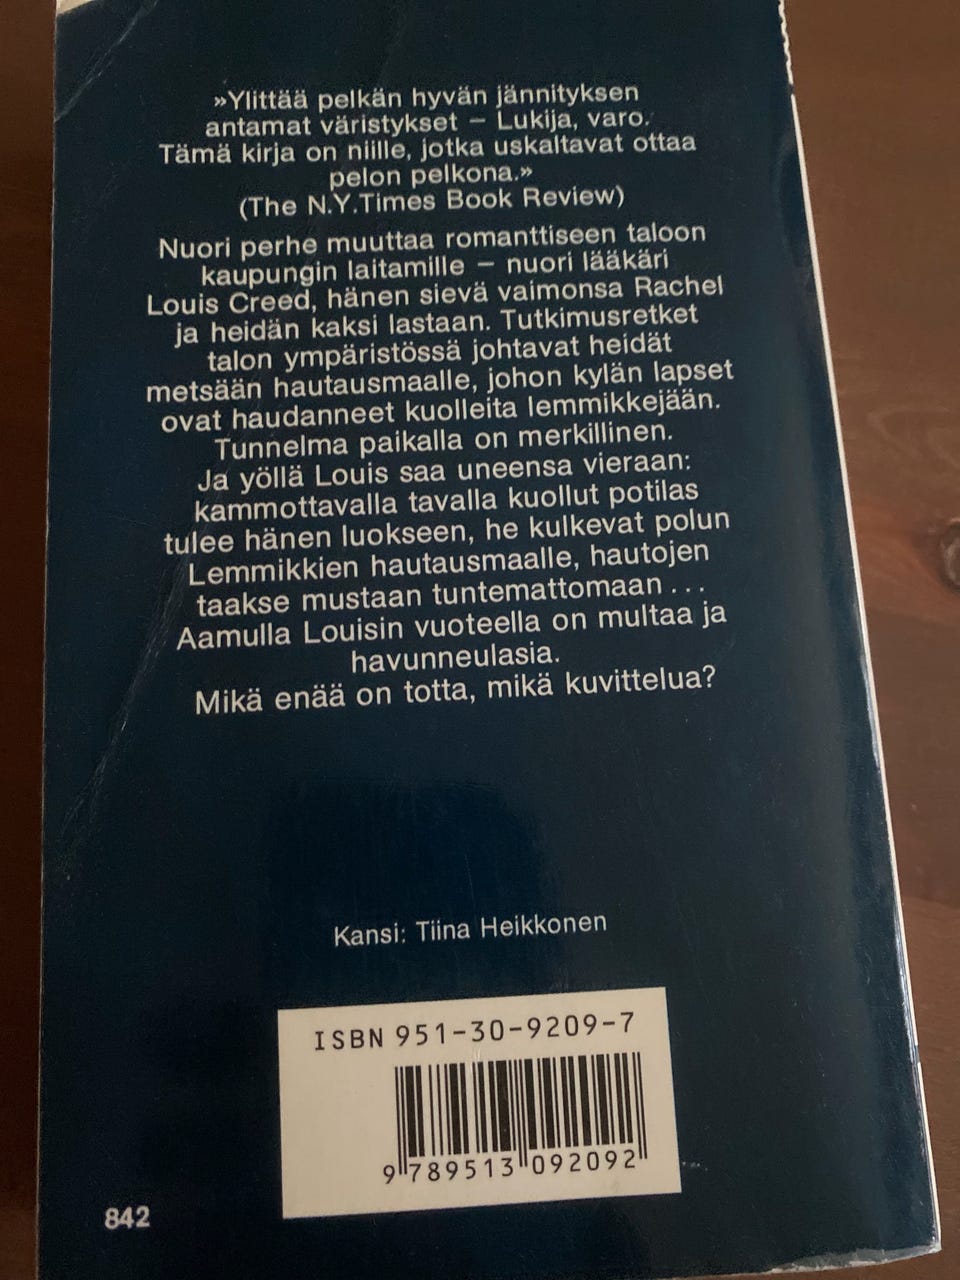 »Ylittää pelkän hyvän jännityksen
antamat väristykset – Lukija, varo.
Tämä kirja on niille, jotka uskaltavat ottaa
pelon pelkona.»
(The N.Y.Times Book Review)
Nuori perhe muuttaa romanttiseen taloon
kaupungin laitamille – nuori lääkäri
Louis Creed, hänen sievä vaimonsa Rachel
ja heidän kaksi lastaan. Tutkimusretket
talon ympäristössä johtavat heidät
metsään hautausmaalle, johon kylän lapset
ovat haudanneet kuolleita lemmikkejään.
Tunnelma paikalla on merkillinen.
Ja yöllä Louis saa uneensa vieraan:
kammottavalla tavalla kuollut potilas
tulee hänen luokseen, he kulkevat polun
Lemmikkien hautausmaalle, hautojen
taakse mustaan tuntemattomaan . . .
Aamulla Louisin vuoteella on multaa ja
havunneulasia.
Mikä enää on totta, mikä kuvittelua?
Kansi: Tiina Heikkonen
ISBN 951-30-9209-7
9 789513 092092
842